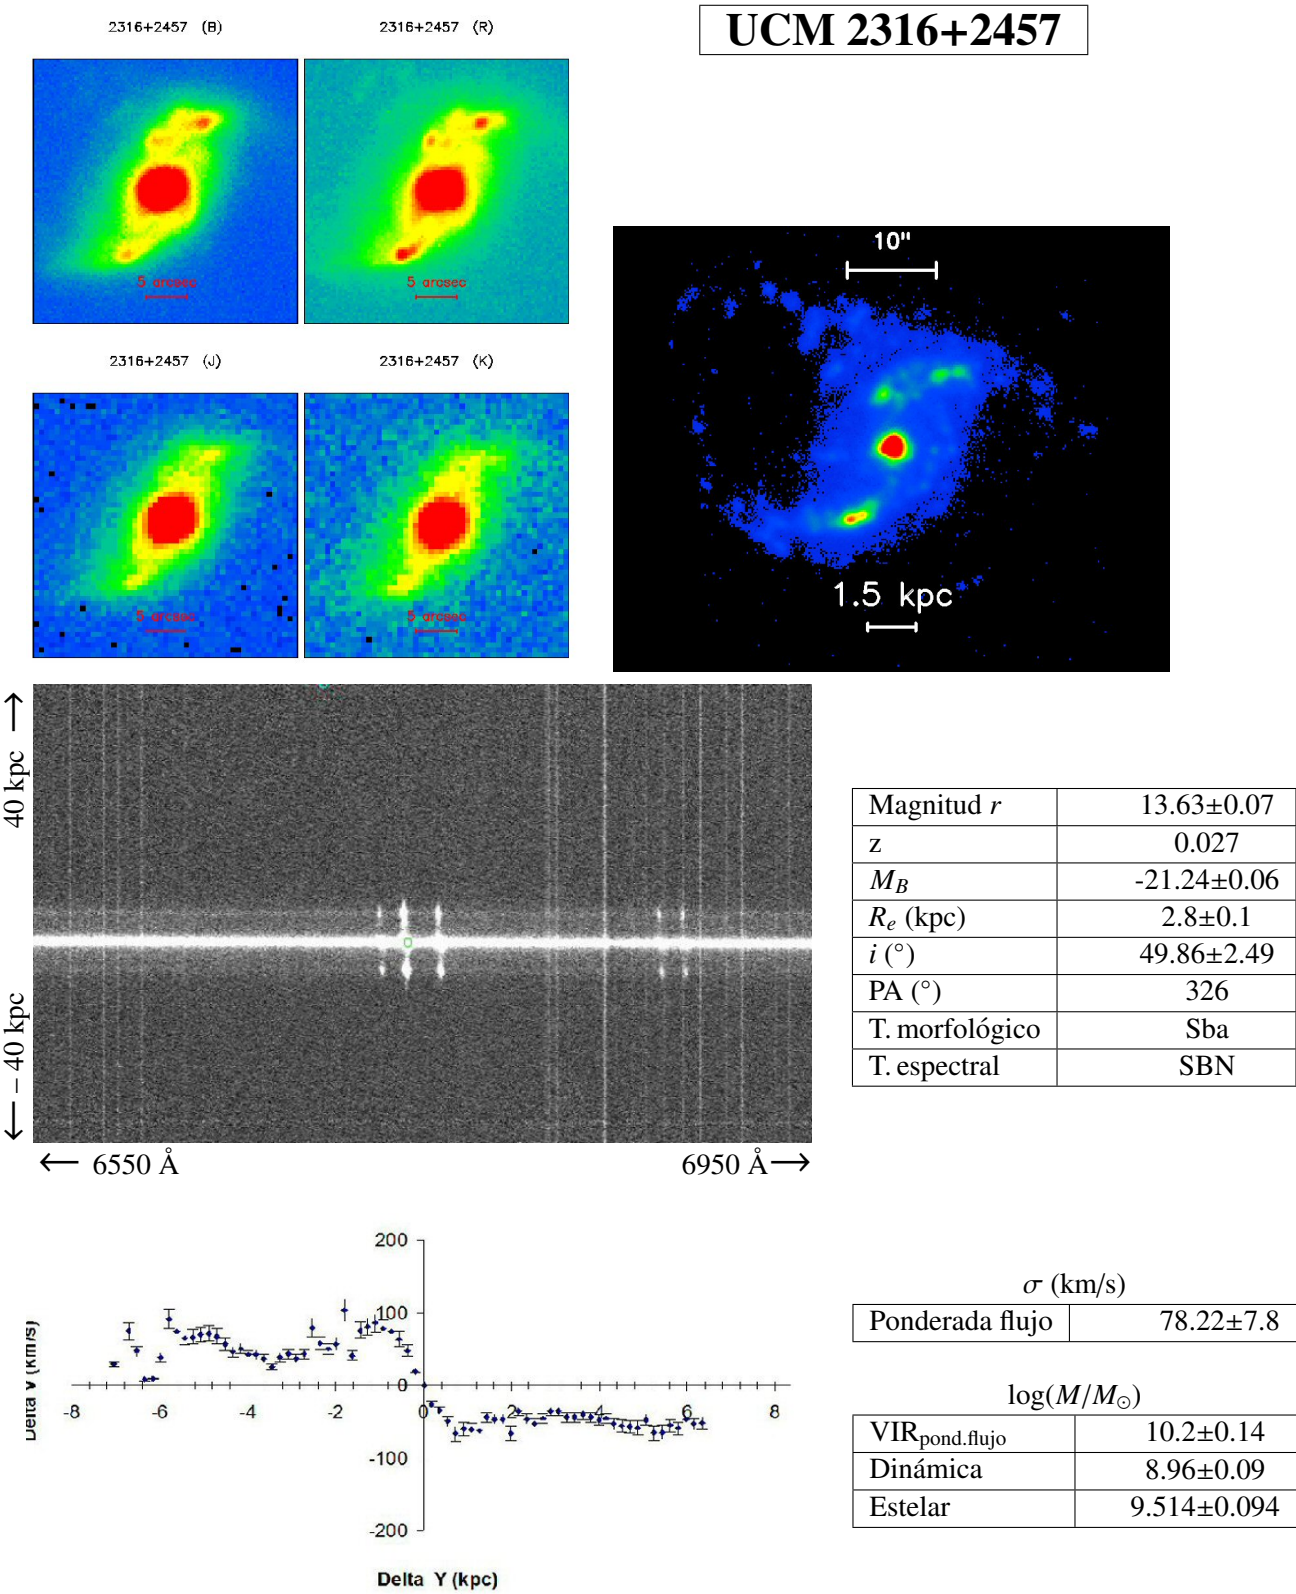 2316+2457 (B)
2316+2457 (R)
UCM 2316+2457
5 arcsec
5 arcsec
10"
2316+2457 (J)
2316+2457 (K)
5 arcsec
5 arcsec
1.5 kpc
← −40 kpc 40 kpc →
← 6550 Å 6950 Å→
Magnitud r 13.63±0.07
z 0.027
M_B -21.24±0.06
R_e (kpc) 2.8±0.1
i (°) 49.86±2.49
PA (°) 326
T. morfológico Sba
T. espectral SBN
200
100
0
-100
-200
-8 -6 -4 -2 0 2 4 6 8
Delta V (km/s)
Delta Y (kpc)
σ (km/s)
Ponderada flujo 78.22±7.8
log(M/M⊙)
VIR pond.flujo 10.2±0.14
Dinámica 8.96±0.09
Estelar 9.514±0.094